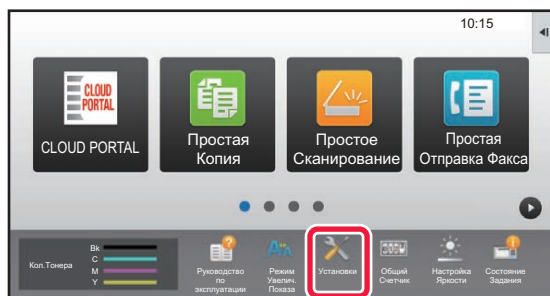 10:15
CLOUD
PORTAL
CLOUD PORTAL
Простая
Копия
Простое
Сканирование
Простая
Отправка Факса
Кол.Тонера
Bk
C
M
Y
Руководство
по
эксплуатации
Режим
Увелич.
Показа
Установки
Общий
Счетчик
Настройка
Яркости
Состояние
Задания